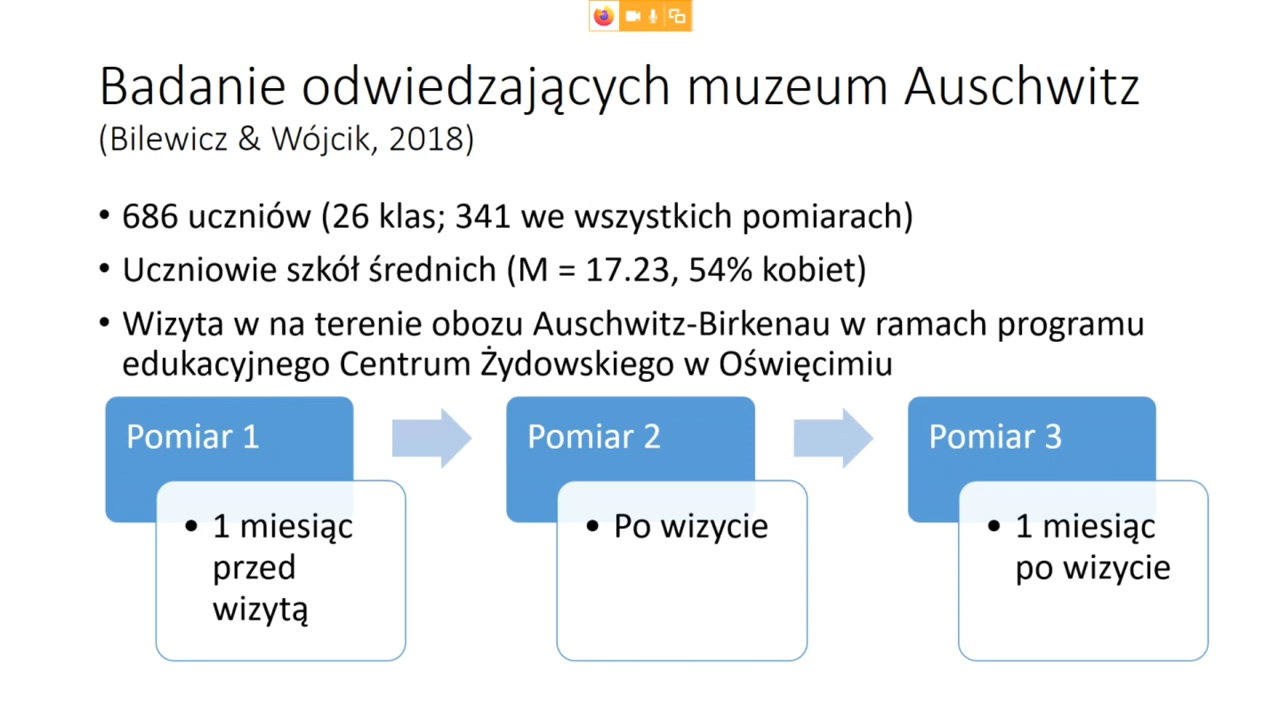 Badanie odwiedzających muzeum Auschwitz
(Bilewicz & Wójcik, 2018)
• 686 uczniów (26 klas; 341 we wszystkich pomiarach)
• Uczniowie szkół średnich (M = 17.23, 54% kobiet)
• Wizyta w na terenie obozu Auschwitz-Birkenau w ramach programu
edukacyjnego Centrum Żydowskiego w Oświęcimiu
Pomiar 1
• 1 miesiąc
przed
wizytą
Pomiar 2
• Po wizycie
Pomiar 3
• 1 miesiąc
po wizycie